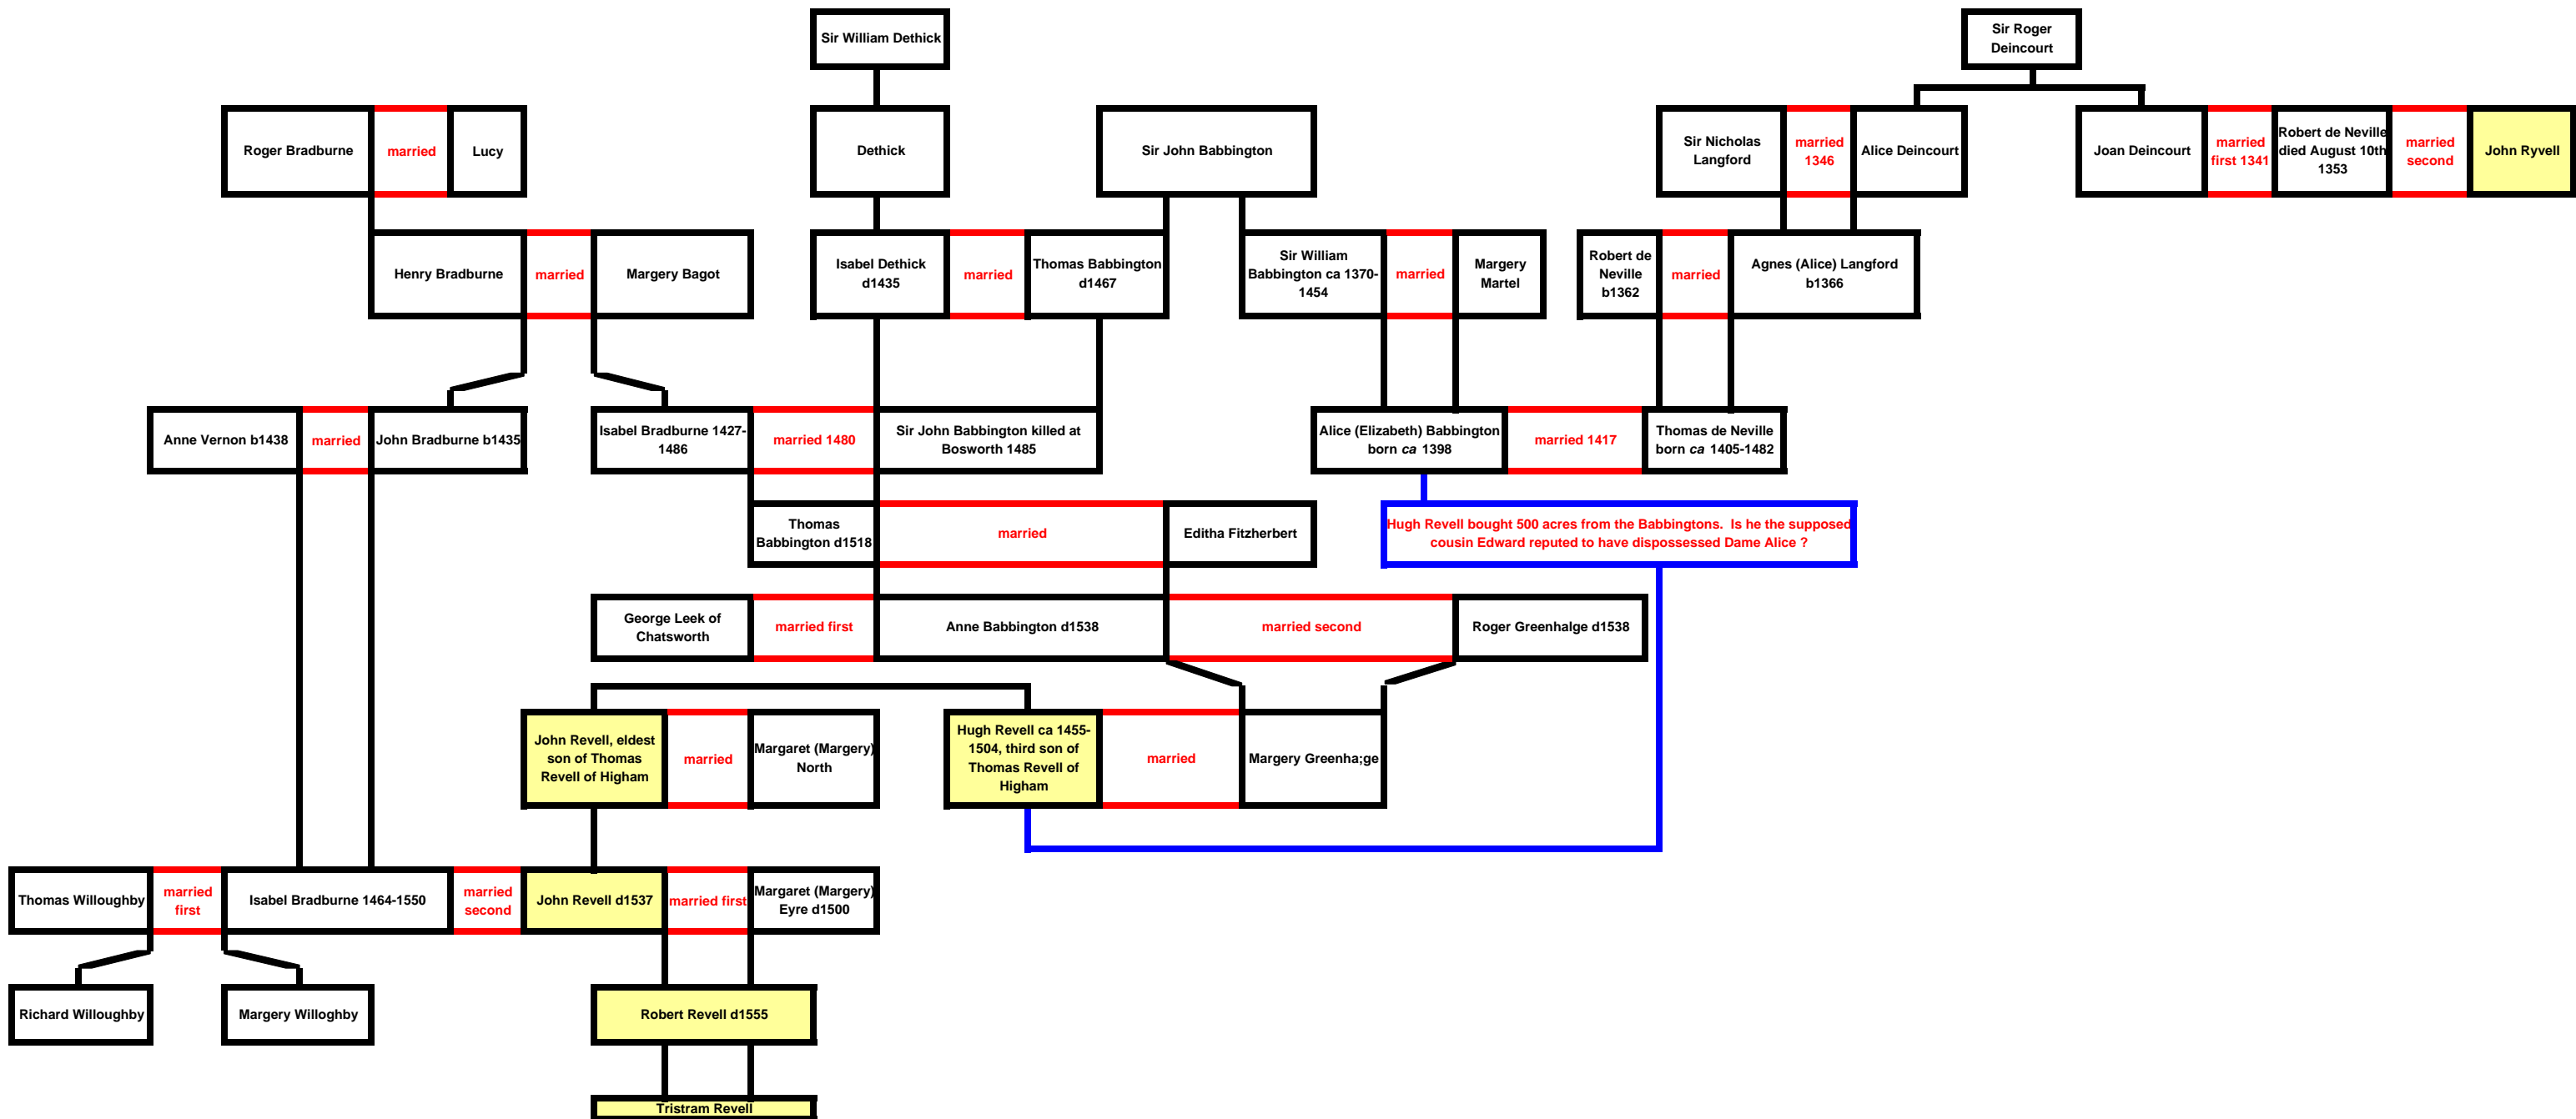 Sir William Dethick
Sir Roger
Deincourt
Roger Bradburne
married
Lucy
Dethick
Sir John Babbington
Sir Nicholas
Langford
married
1346
Alice Deincourt
Joan Deincourt
married
first 1341
Robert de Neville
died August 10th
1353
married
second
John Ryvell
Henry Bradburne
married
Margery Bagot
Isabel Dethick
d1435
married
Thomas Babbington
d1467
Sir William
Babbington ca 1370-
1454
married
Margery
Martel
Robert de
Neville
b1362
married
Agnes (Alice) Langford
b1366
Anne Vernon b1438
married
John Bradburne b1435
Isabel Bradburne 1427-
1486
married 1480
Sir John Babbington killed at
Bosworth 1485
Alice (Elizabeth) Babbington
born ca 1398
married 1417
Thomas de Neville
born ca 1405-1482
Thomas
Babbington d1518
married
Editha Fitzherbert
Hugh Revell bought 500 acres from the Babbingtons. Is he the supposed
cousin Edward reputed to have dispossessed Dame Alice ?
George Leek of
Chatsworth
married first
Anne Babbington d1538
married second
Roger Greenhalge d1538
John Revell, eldest
son of Thomas
Revell of Higham
married
Margaret (Margery)
North
Hugh Revell ca 1455-
1504, third son of
Thomas Revell of
Higham
married
Margery Greenha;ge
Thomas Willoughby
married
first
Isabel Bradburne 1464-1550
married
second
John Revell d1537
married first
Margaret (Margery)
Eyre d1500
Richard Willoughby
Margery Willoghby
Robert Revell d1555
Tristram Revell